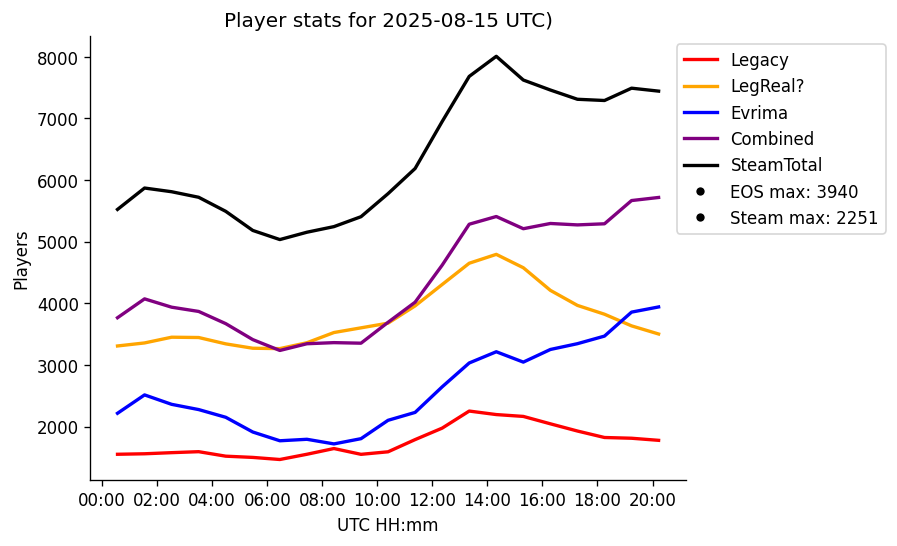 Player stats for 2025-08-15 UTC)
8000
7000
6000
5000
4000
3000
2000
Players
00:00 02:00 04:00 06:00 08:00 10:00 12:00 14:00 16:00 18:00 20:00
UTC HH:mm
Legacy
LegReal?
Evrima
Combined
SteamTotal
EOS max: 3940
Steam max: 2251